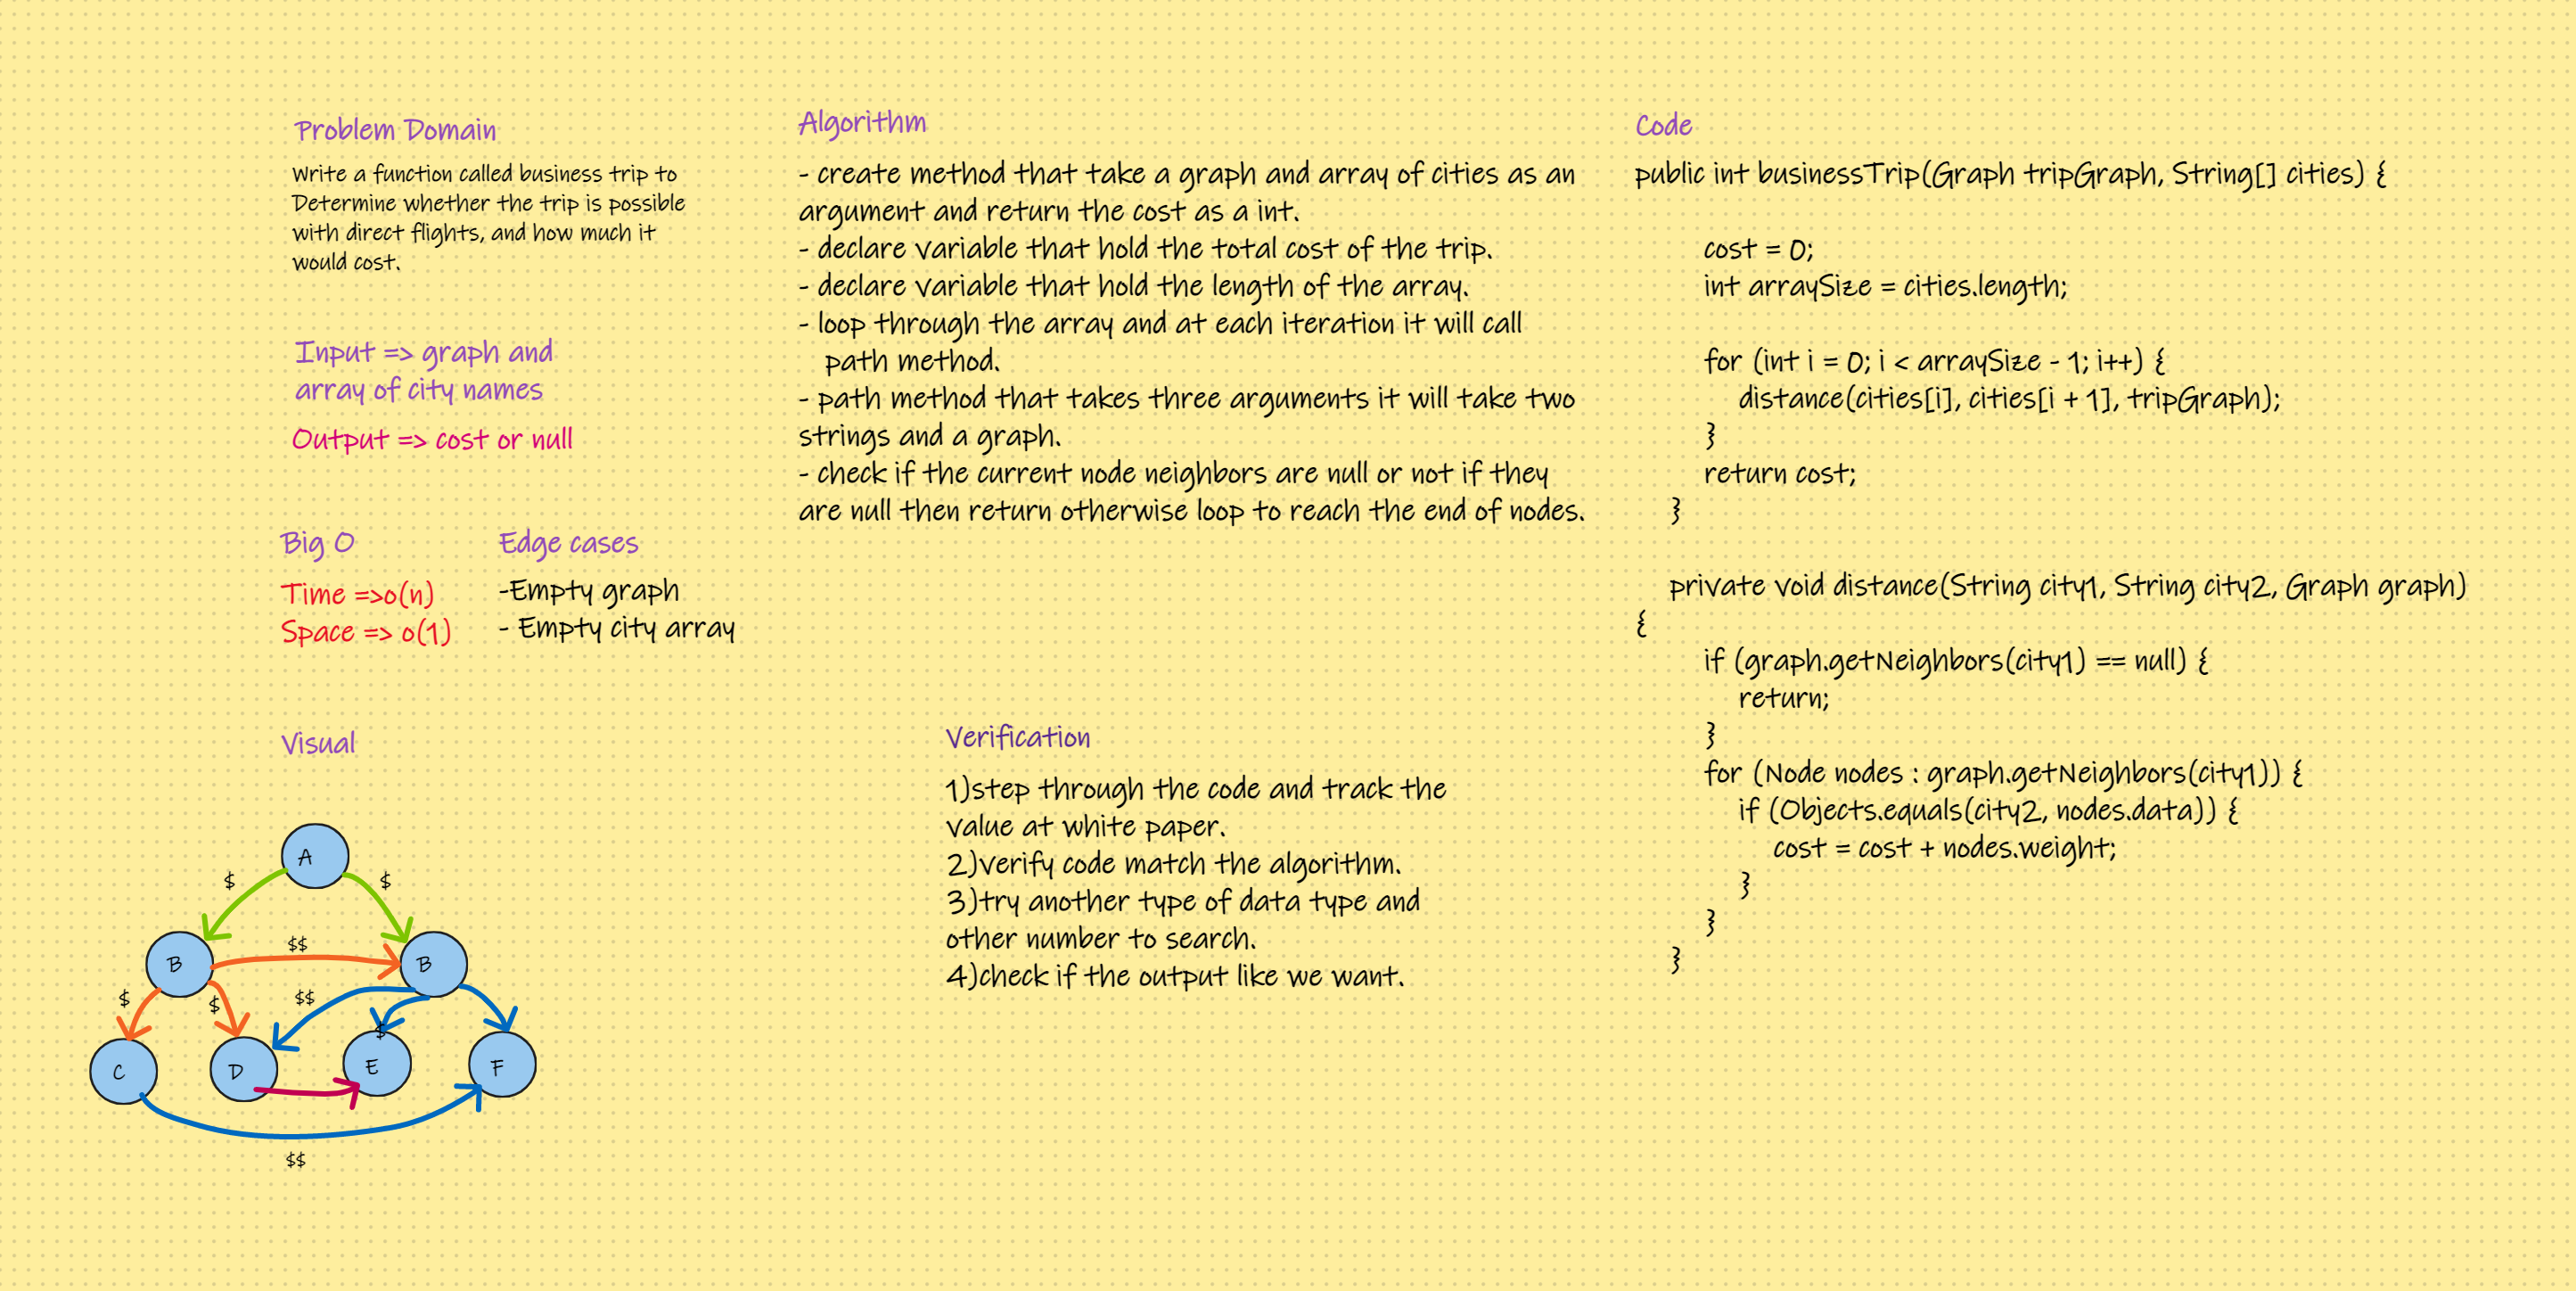 Problem Domain
Write a function called business trip to
Determine whether the trip is possible
with direct flights, and how much it
would cost.
Input => graph and
array of city names
Output => cost or null
Big O
Time =>o(n)
Space => o(1)
Edge cases
-Empty graph
- Empty city array
Visual
A
$
$
B
$$
B
$
$
$$
$
C
D
E
F
$$
Algorithm
- create method that take a graph and array of cities as an
argument and return the cost as a int.
- declare variable that hold the total cost of the trip.
- declare variable that hold the length of the array.
- loop through the array and at each iteration it will call
path method.
- path method that takes three arguments it will take two
strings and a graph.
- check if the current node neighbors are null or not if they
are null then return otherwise loop to reach the end of nodes.
Verification
1)step through the code and track the
value at white paper.
2)verify code match the algorithm.
3)try another type of data type and
other number to search.
4)check if the output like we want.
Code
public int businessTrip(Graph tripGraph, String[] cities) {
cost = 0;
int arraySize = cities.length;
for (int i = 0; i < arraySize - 1; i++) {
distance(cities[i], cities[i + 1], tripGraph);
}
return cost;
}
private void distance(String city1, String city2, Graph graph)
{
if (graph.getNeighbors(city1) == null) {
return;
}
for (Node nodes : graph.getNeighbors(city1)) {
if (Objects.equals(city2, nodes.data)) {
cost = cost + nodes.weight;
}
}
}